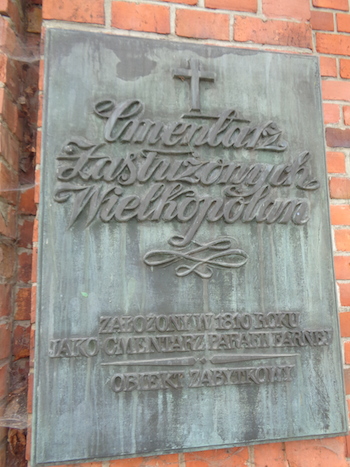 Cmentarz
Zasłużonych
Wielkopolan
ZAŁOŻONY W 1810 ROKU
JAKO CMENTARZ PARAFII FARNEJ
OBIEKT ZABYTKOWY